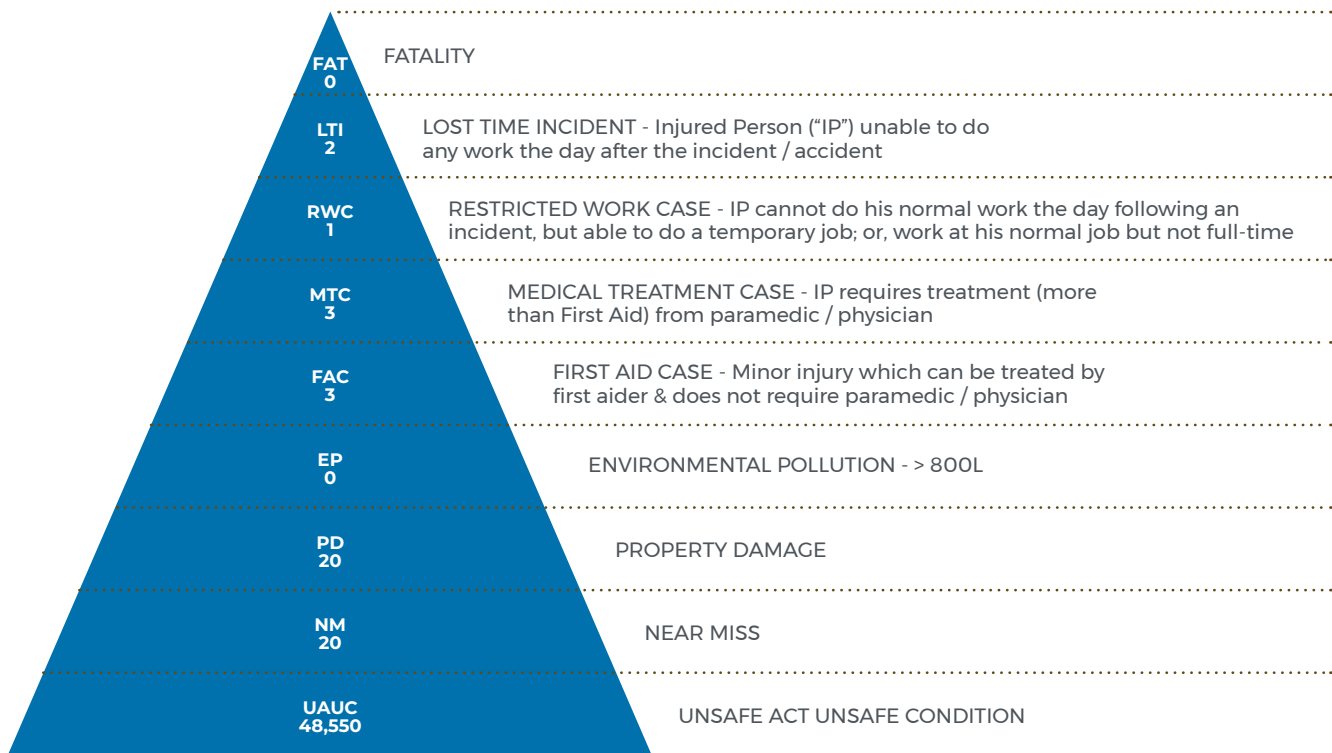 FAT
0
FATALITY
LTI
2
LOST TIME INCIDENT - Injured Person (“IP”) unable to do
any work the day after the incident / accident
RWC
1
RESTRICTED WORK CASE - IP cannot do his normal work the day following an
incident, but able to do a temporary job; or, work at his normal job but not full-time
MTC
3
MEDICAL TREATMENT CASE - IP requires treatment (more
than First Aid) from paramedic / physician
FAC
3
FIRST AID CASE - Minor injury which can be treated by
first aider & does not require paramedic / physician
EP
0
ENVIRONMENTAL POLLUTION - > 800L
PD
20
PROPERTY DAMAGE
NM
20
NEAR MISS
UAUC
48,550
UNSAFE ACT UNSAFE CONDITION